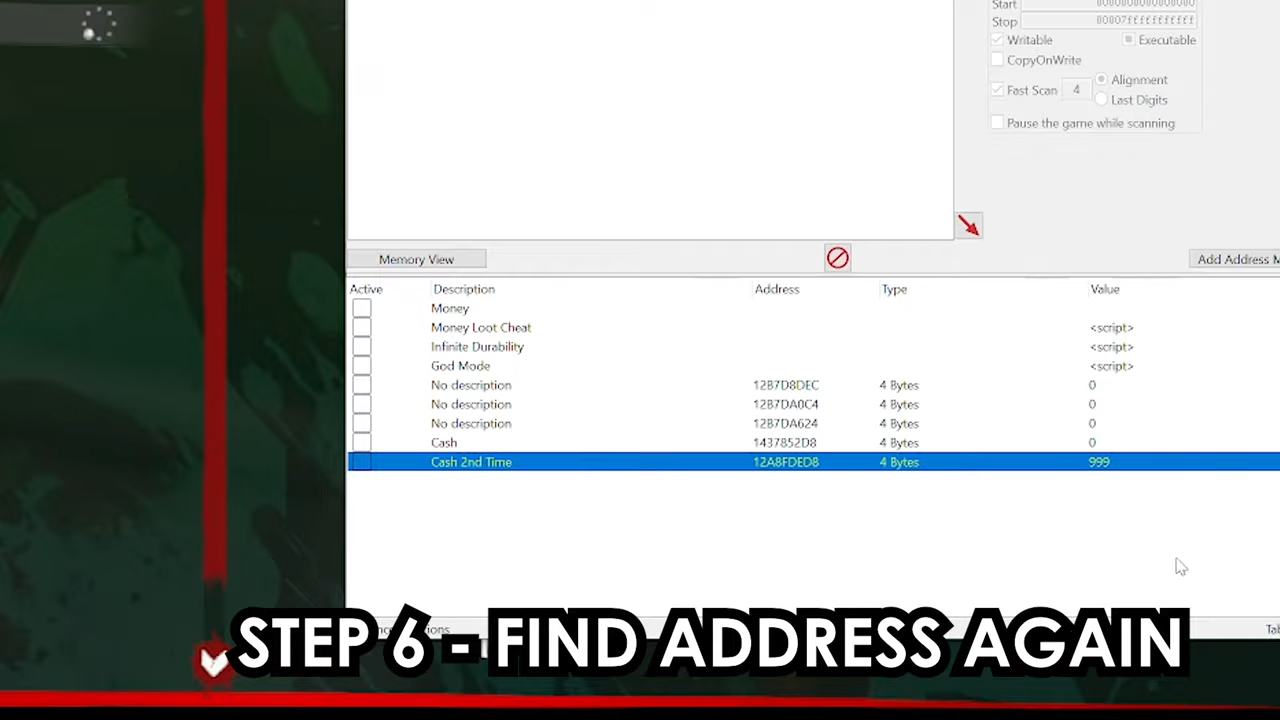 Start 0000000000000000
Stop 00007fffffffffff
Writable Executable
CopyOnWrite
Fast Scan 4 Alignment
Last Digits
Pause the game while scanning
Memory View Add Address M
Active Description Address Type Value
Money
Money Loot Cheat <script>
Infinite Durability <script>
God Mode <script>
No description 12B7D8DEC 4 Bytes 0
No description 12B7DA0C4 4 Bytes 0
No description 12B7DA624 4 Bytes 0
Cash 1437852D8 4 Bytes 0
Cash 2nd Time 12A8FDED8 4 Bytes 999
STEP 6 - FIND ADDRESS AGAIN